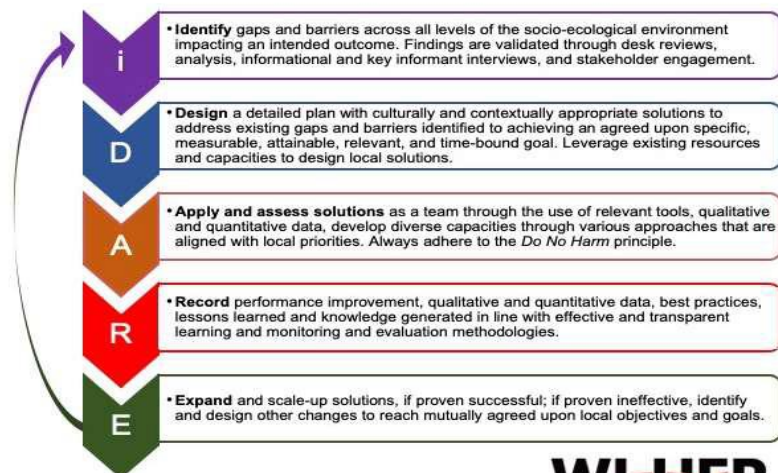 i
• Identify gaps and barriers across all levels of the socio-ecological environment
impacting an intended outcome. Findings are validated through desk reviews,
analysis, informational and key informant interviews, and stakeholder engagement.
D
• Design a detailed plan with culturally and contextually appropriate solutions to
address existing gaps and barriers identified to achieving an agreed upon specific,
measurable, attainable, relevant, and time-bound goal. Leverage existing resources
and capacities to design local solutions.
A
• Apply and assess solutions as a team through the use of relevant tools, qualitative
and quantitative data, develop diverse capacities through various approaches that are
aligned with local priorities. Always adhere to the Do No Harm principle.
R
• Record performance improvement, qualitative and quantitative data, best practices,
lessons learned and knowledge generated in line with effective and transparent
learning and monitoring and evaluation methodologies.
E
• Expand and scale-up solutions, if proven successful; if proven ineffective, identify
and design other changes to reach mutually agreed upon local objectives and goals.
WI-HER